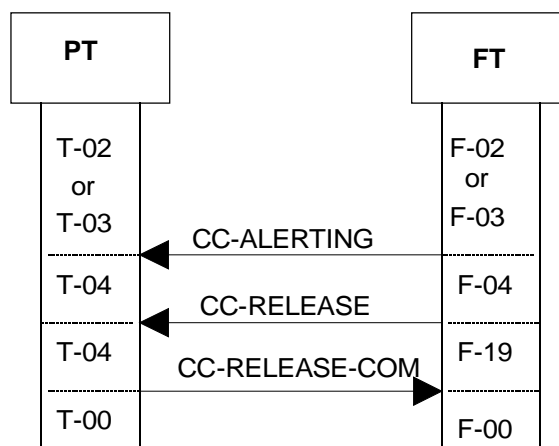 PT
FT
T-02
or
T-03
F-02
or
F-03
CC-ALERTING
T-04
F-04
CC-RELEASE
T-04
F-19
CC-RELEASE-COM
T-00
F-00